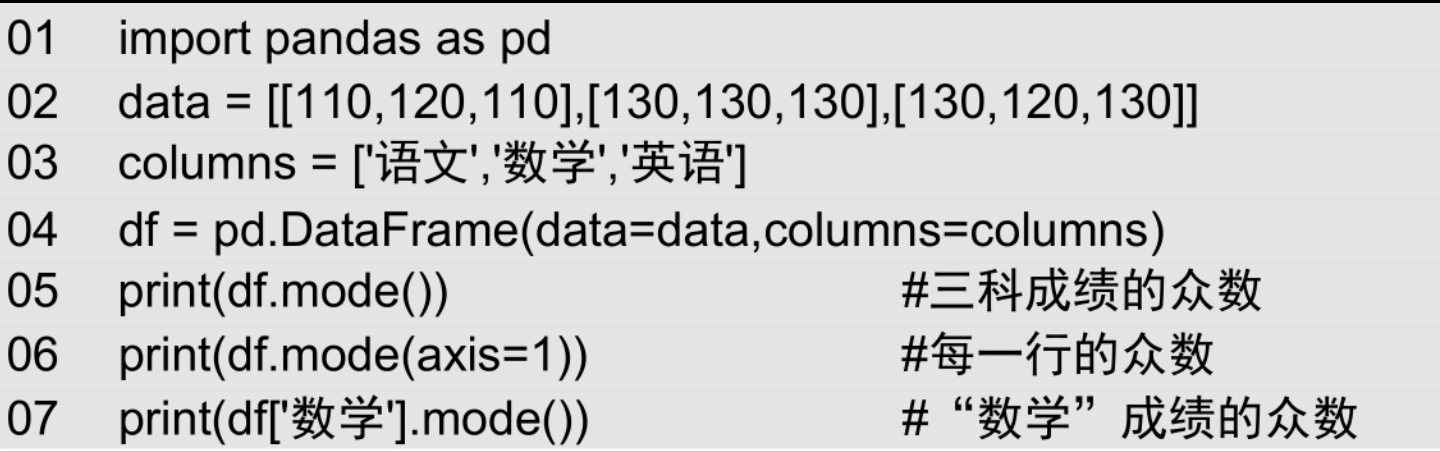 01 import pandas as pd
02 data = [[110,120,110],[130,130,130],[130,120,130]]
03 columns = ['语文','数学','英语']
04 df = pd.DataFrame(data=data,columns=columns)
05 print(df.mode()) #三科成绩的众数
06 print(df.mode(axis=1)) #每一行的众数
07 print(df['数学'].mode()) #“数学”成绩的众数